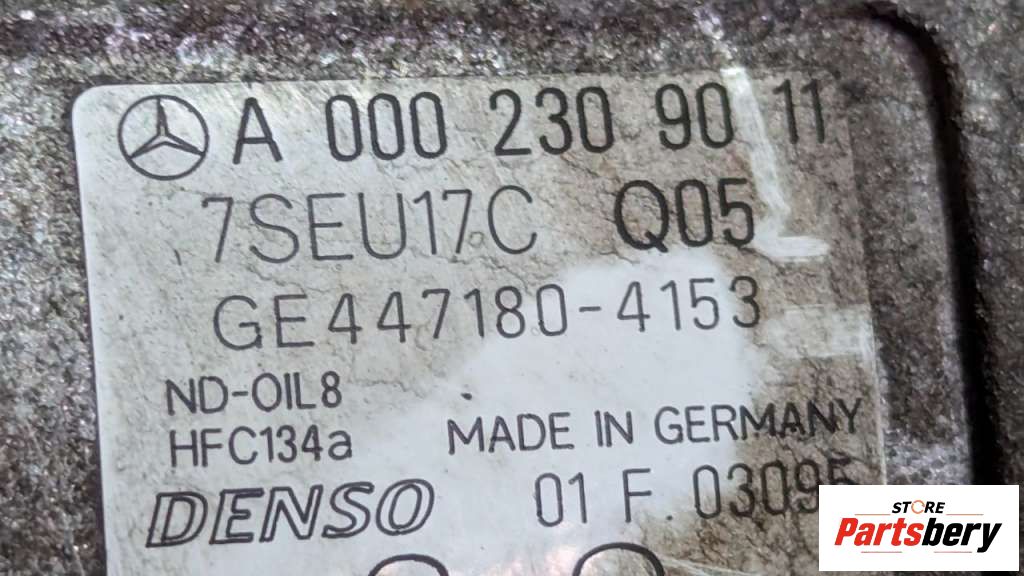 A 000 230 90 11
7SEU17C Q05
GE447180-4153
ND-OIL8
HFC134a
MADE IN GERMANY
DENSO
01 F. 03095
STORE
Partsbery